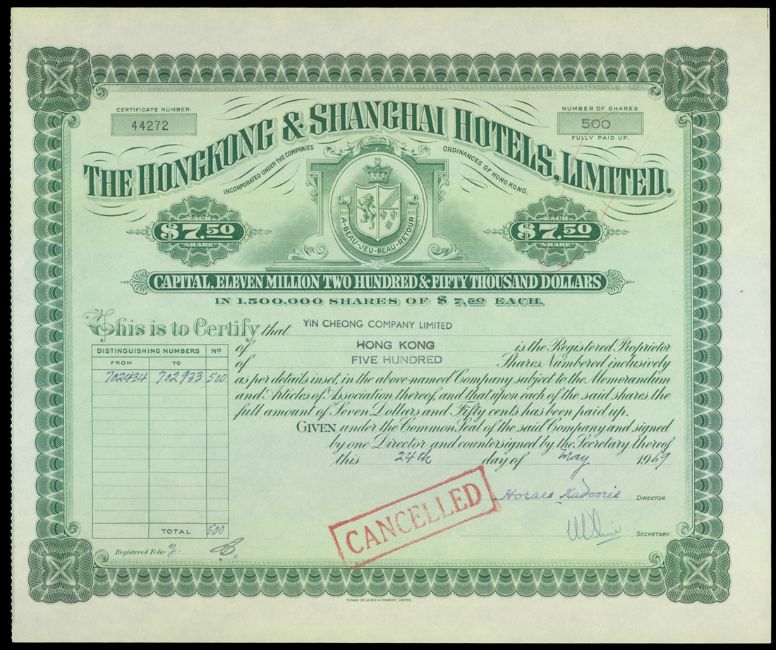 CERTIFICATE NUMBER
44272
NUMBER OF SHARES
500
FULLY PAID UP.
THE HONGKONG & SHANGHAI HOTELS, LIMITED.
INCORPORATED UNDER THE COMPANIES ORDINANCES OF HONG KONG.
A·BEAU·JEU·BEAU·RETOUR
EACH
$7.50
SHARE
EACH
$7.50
SHARE
CAPITAL, ELEVEN MILLION TWO HUNDRED & FIFTY THOUSAND DOLLARS
IN 1,500,000 SHARES OF $ 7.50 EACH.
This is to Certify that YIN CHEONG COMPANY LIMITED
of HONG KONG is the Registered Proprietor
of FIVE HUNDRED Shares, Numbered inclusively
as per details inset, in the above-named Company subject to the Memorandum
and Articles of Association thereof, and that upon each of the said shares the
full amount of Seven Dollars and Fifty cents has been paid up.
GIVEN under the Common Seal of the said Company and signed
by one Director and countersigned by the Secretary thereof
this 24th day of May 1969
DISTINGUISHING NUMBERS Nº
FROM TO
702434 702933 500
TOTAL 500
Registered Folio
CANCELLED
Horace Kadoorie DIRECTOR
SECRETARY
THOMAS DE LA RUE & COMPANY, LIMITED